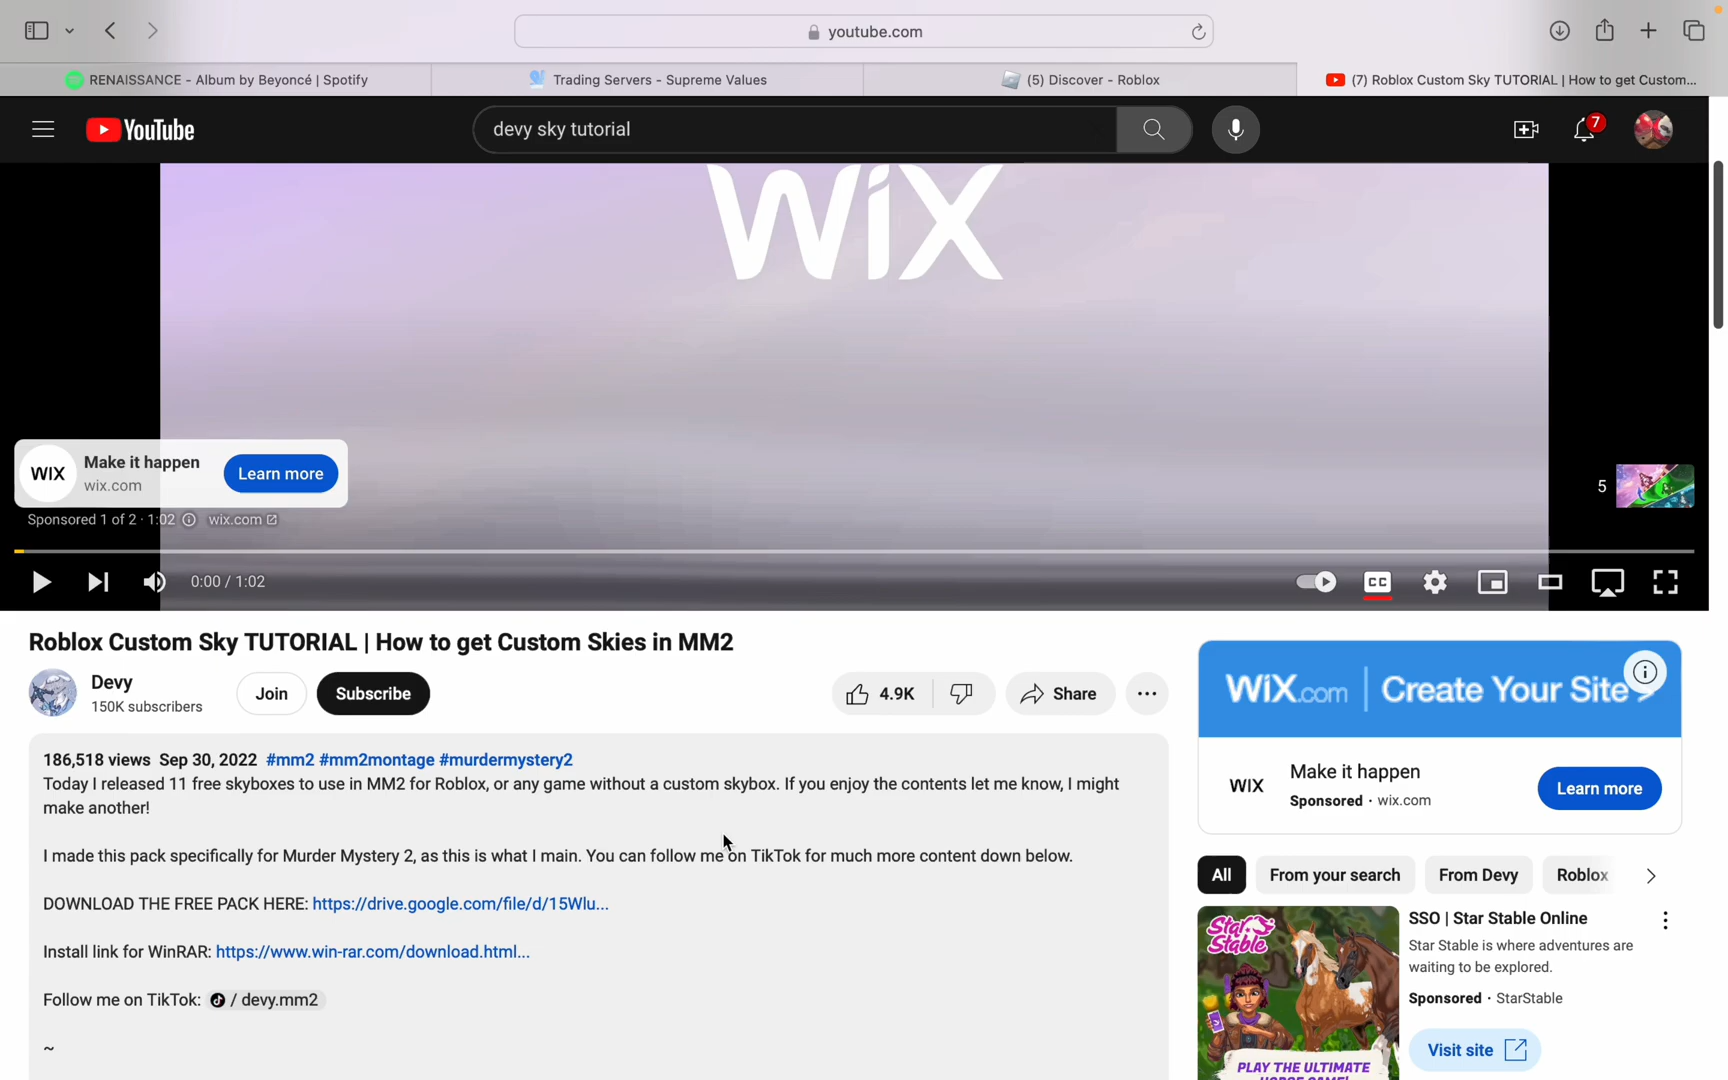 youtube.com
RENAISSANCE - Album by Beyoncé | Spotify
Trading Servers - Supreme Values
(5) Discover - Roblox
(7) Roblox Custom Sky TUTORIAL | How to get Custom...
YouTube
devy sky tutorial
7
WiX
WIX
Make it happen
wix.com
Learn more
5
Sponsored 1 of 2 · 1:02
wix.com
0:00 / 1:02
CC
Roblox Custom Sky TUTORIAL | How to get Custom Skies in MM2
Devy
150K subscribers
Join
Subscribe
4.9K
Share
186,518 views Sep 30, 2022 #mm2 #mm2montage #murdermystery2
Today I released 11 free skyboxes to use in MM2 for Roblox, or any game without a custom skybox. If you enjoy the contents let me know, I might
make another!
I made this pack specifically for Murder Mystery 2, as this is what I main. You can follow me on TikTok for much more content down below.
DOWNLOAD THE FREE PACK HERE: https://drive.google.com/file/d/15Wlu...
Install link for WinRAR: https://www.win-rar.com/download.html...
Follow me on TikTok: / devy.mm2
~
WiX.com | Create Your Site >
WIX
Make it happen
Sponsored · wix.com
Learn more
All
From your search
From Devy
Roblox
Star Stable
PLAY THE ULTIMATE
HORSE GAME!
SSO | Star Stable Online
Star Stable is where adventures are
waiting to be explored.
Sponsored · StarStable
Visit site